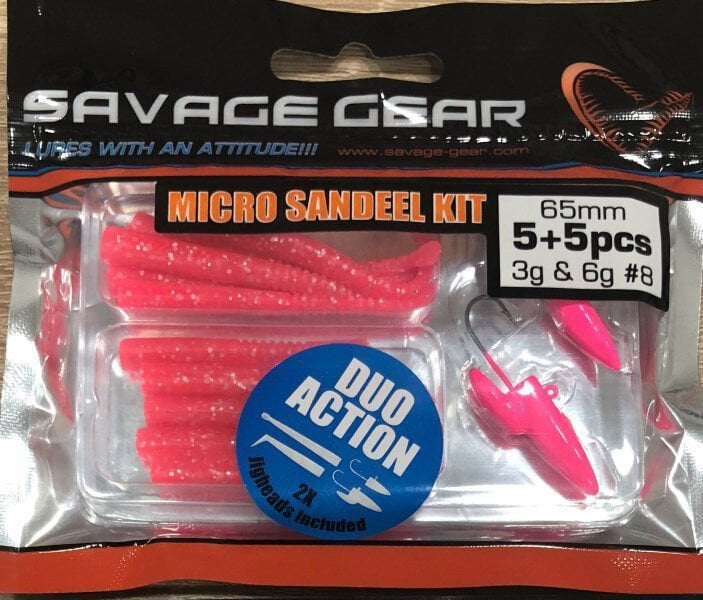 SAVAGE GEAR
LURES WITH AN ATTITUDE!!!
www.savage-gear.com
MICRO SANDEEL KIT
65mm
5+5pcs
3g & 6g #8
DUO
ACTION
2X
Jigheads included